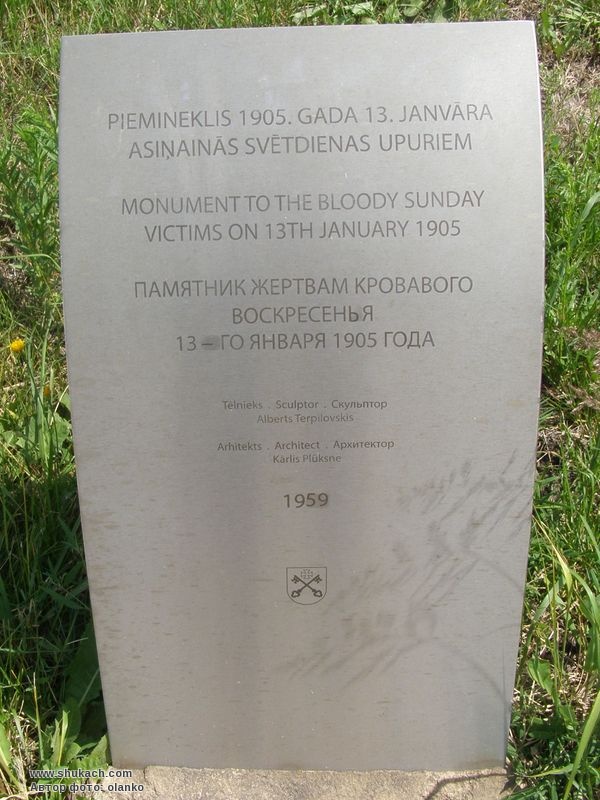 PIEMINEKLIS 1905. GADA 13. JANVĀRA
ASIŅAINĀS SVĒTDIENAS UPURIEM
MONUMENT TO THE BLOODY SUNDAY
VICTIMS ON 13TH JANUARY 1905
ПАМЯТНИК ЖЕРТВАМ КРОВАВОГО
ВОСКРЕСЕНЬЯ
13 – ГО ЯНВАРЯ 1905 ГОДА
Tēlnieks . Sculptor . Скульптор
Alberts Terpilovskis
Arhitekts . Architect . Архитектор
Kārlis Plūksne
1959
www.shukach.com
Автор фото: olanko